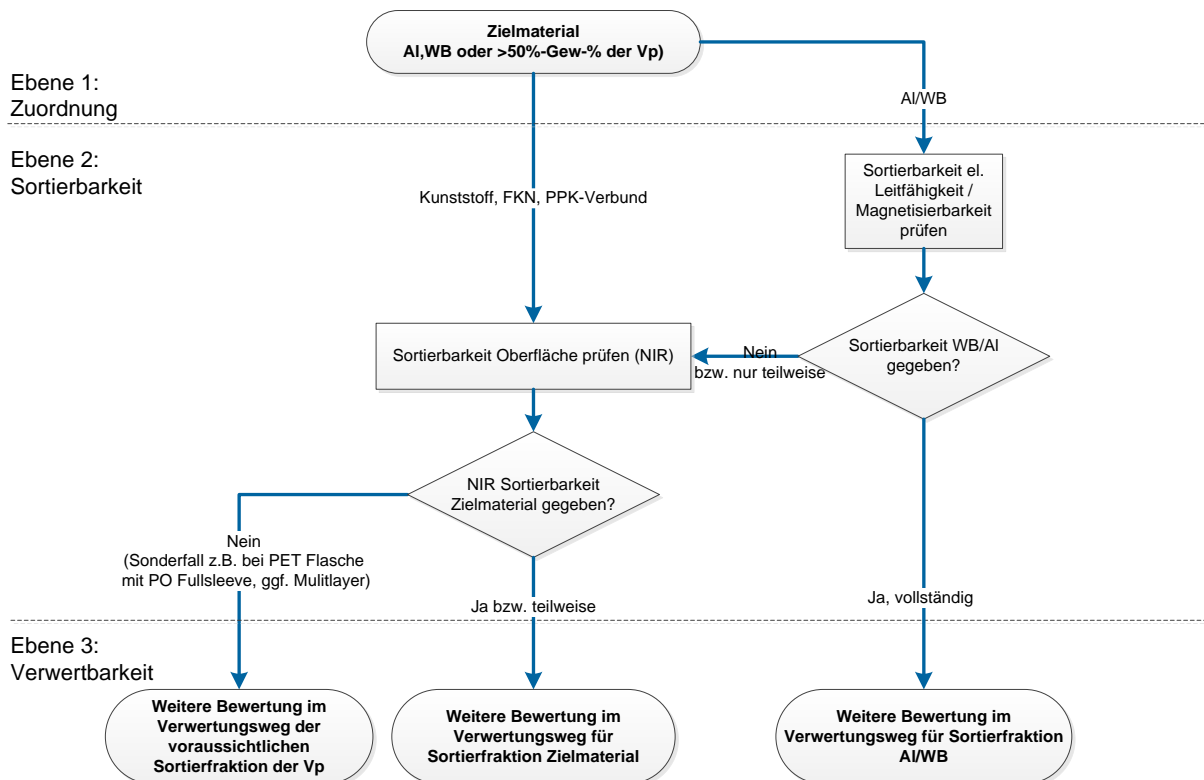 Zielmaterial
Al,WB oder >50%-Gew-% der Vp)
Ebene 1:
Zuordnung
Al/WB
Ebene 2:
Sortierbarkeit
Sortierbarkeit el.
Leitfähigkeit /
Magnetisierbarkeit
prüfen
Kunststoff, FKN, PPK-Verbund
Sortierbarkeit Oberfläche prüfen (NIR)
Nein
bzw. nur teilweise
Sortierbarkeit WB/Al
gegeben?
NIR Sortierbarkeit
Zielmaterial gegeben?
Nein
(Sonderfall z.B. bei PET Flasche
mit PO Fullsleeve, ggf. Mulitlayer)
Ja bzw. teilweise
Ja, vollständig
Ebene 3:
Verwertbarkeit
Weitere Bewertung im
Verwertungsweg der
voraussichtlichen
Sortierfraktion der Vp
Weitere Bewertung im
Verwertungsweg für
Sortierfraktion Zielmaterial
Weitere Bewertung im
Verwertungsweg für Sortierfraktion
Al/WB